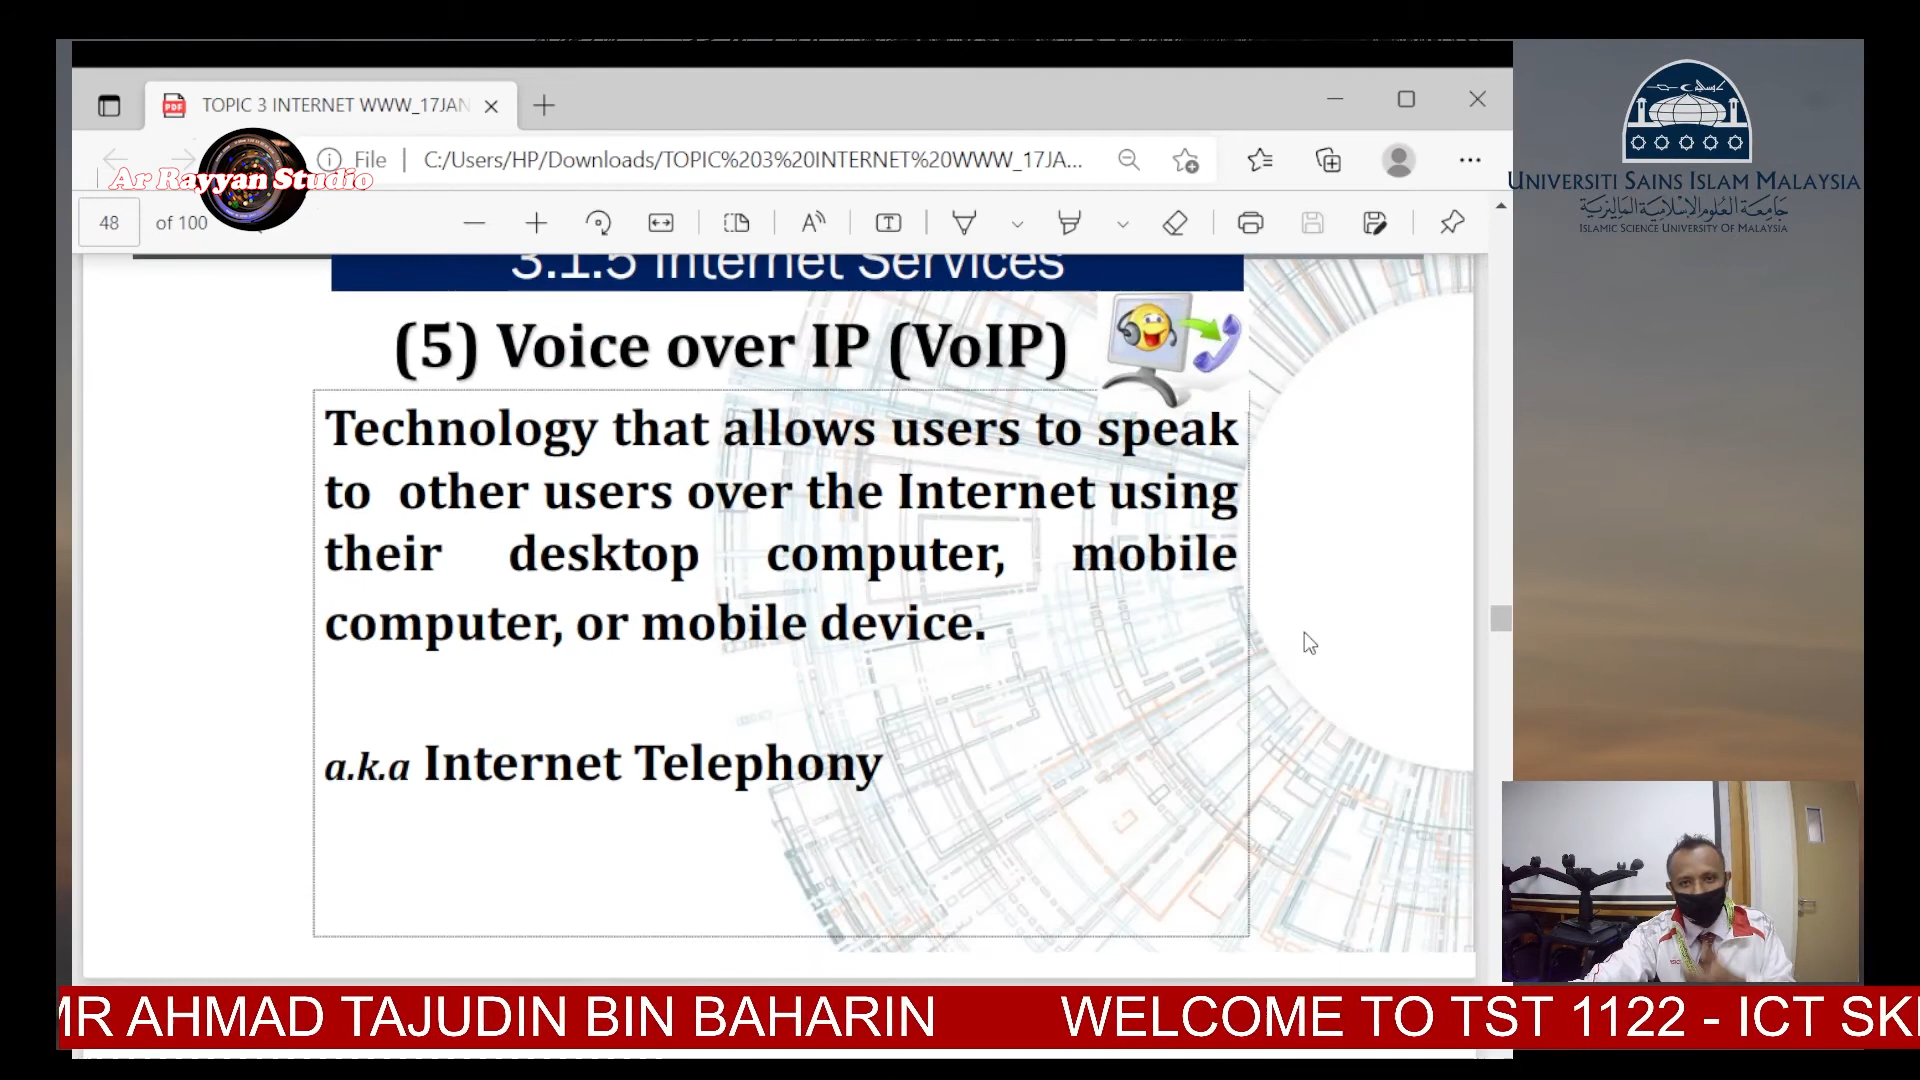 TOPIC 3 INTERNET WWW_17JAN
File
C:/Users/HP/Downloads/TOPIC%203%20INTERNET%20WWW_17JA...
Ar Rayyan Studio
48 of 100
3.1.5 Internet Services
(5) Voice over IP (VoIP)
Technology that allows users to speak
to other users over the Internet using
their desktop computer, mobile
computer, or mobile device.
a.k.a Internet Telephony
UNIVERSITI SAINS ISLAM MALAYSIA
جامعة العلوم الإسلامية الماليزية
ISLAMIC SCIENCE UNIVERSITY OF MALAYSIA
MR AHMAD TAJUDIN BIN BAHARIN WELCOME TO TST 1122 - ICT SK